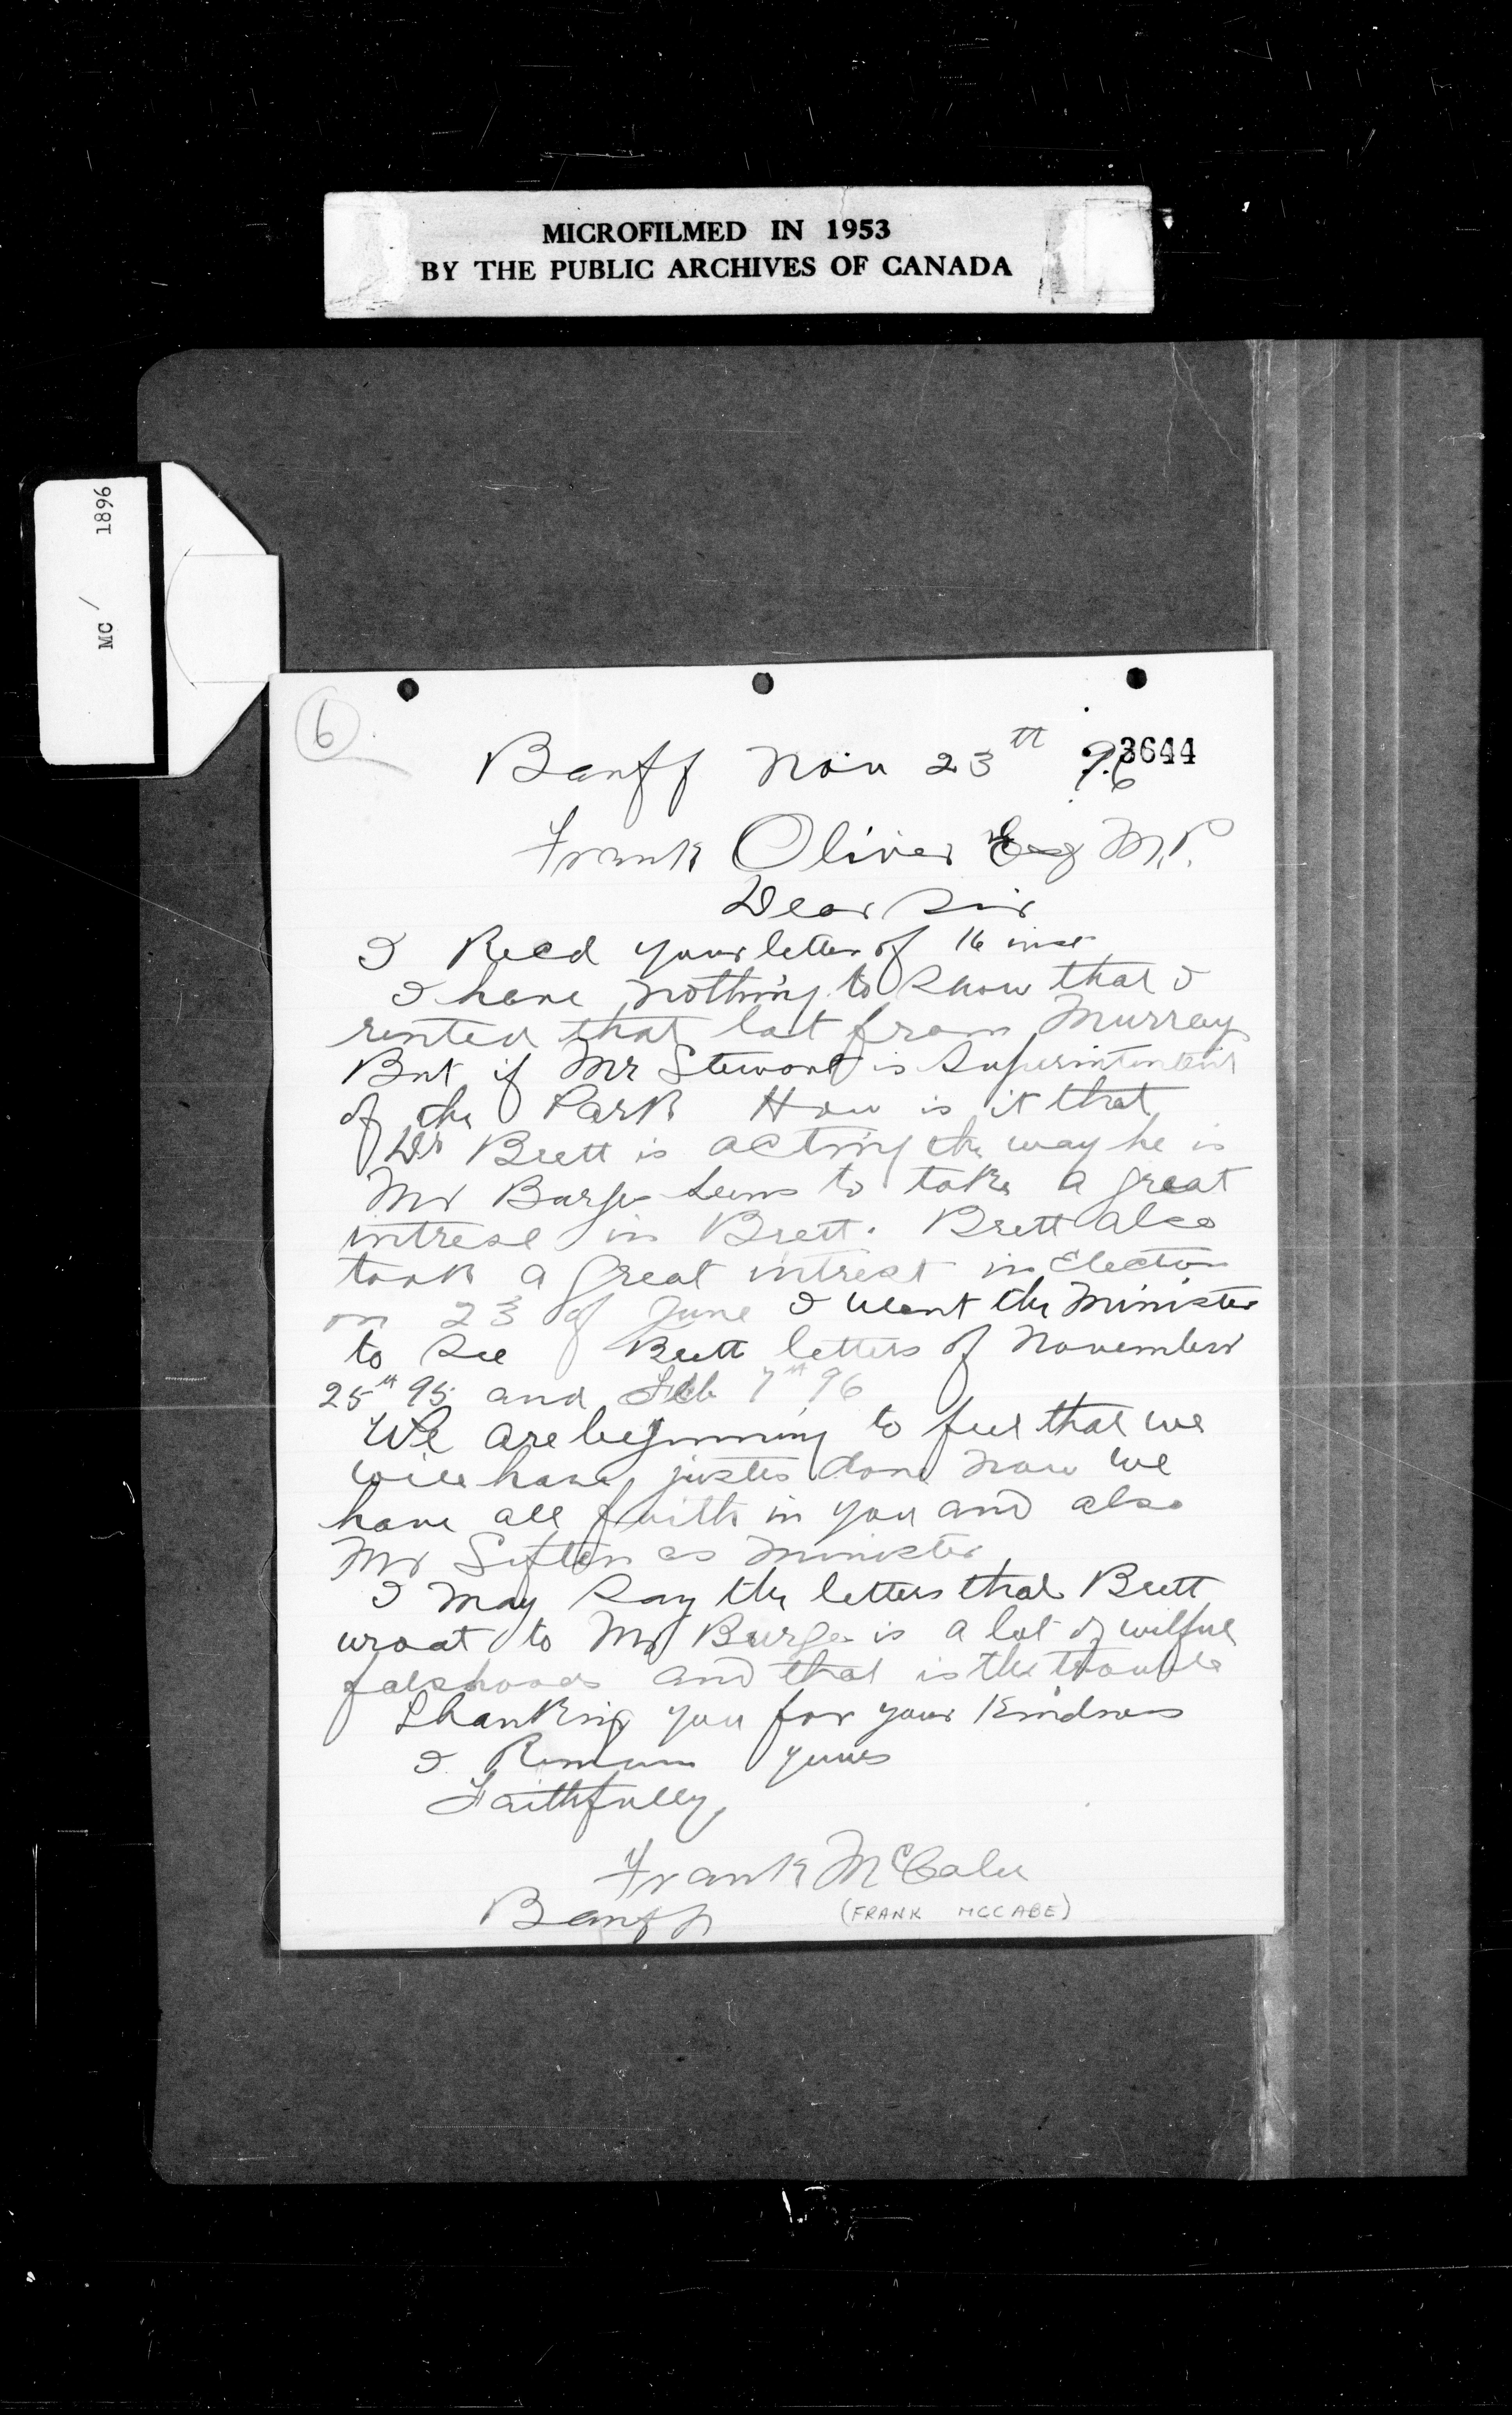 MICROFILMED IN 1953
BY THE PUBLIC ARCHIVES OF CANADA
MC / 1896
6
3644
Banff Nov 23th 96
Frank Oliver Esq M.P.
Dear Sir
I Recd your letter of 16 inst
I have nothing to show that I
rented that lot from Murray
But if Mr Stewart is Superintendent
of the Park How is it that
Dr Brett is acting the way he is
Mr Burges seems to take a great
intrest in Brett. Brett also
took a great intrest in Election
on 23 of June I want the Minister
to see Brett letters of November
25th 95 and Feb 7th 96
We are beginning to feel that we
will have justes done now we
have all faith in you and also
Mr Sifton as Minister
I may say the letters that Brett
wroat to Mr Burges is a lot of wilful
falshoods and that is the trouble
Thanking you for your Kindness
I Remain yours
Faithfully,
Frank McCabe
Banff
(FRANK MCCABE)